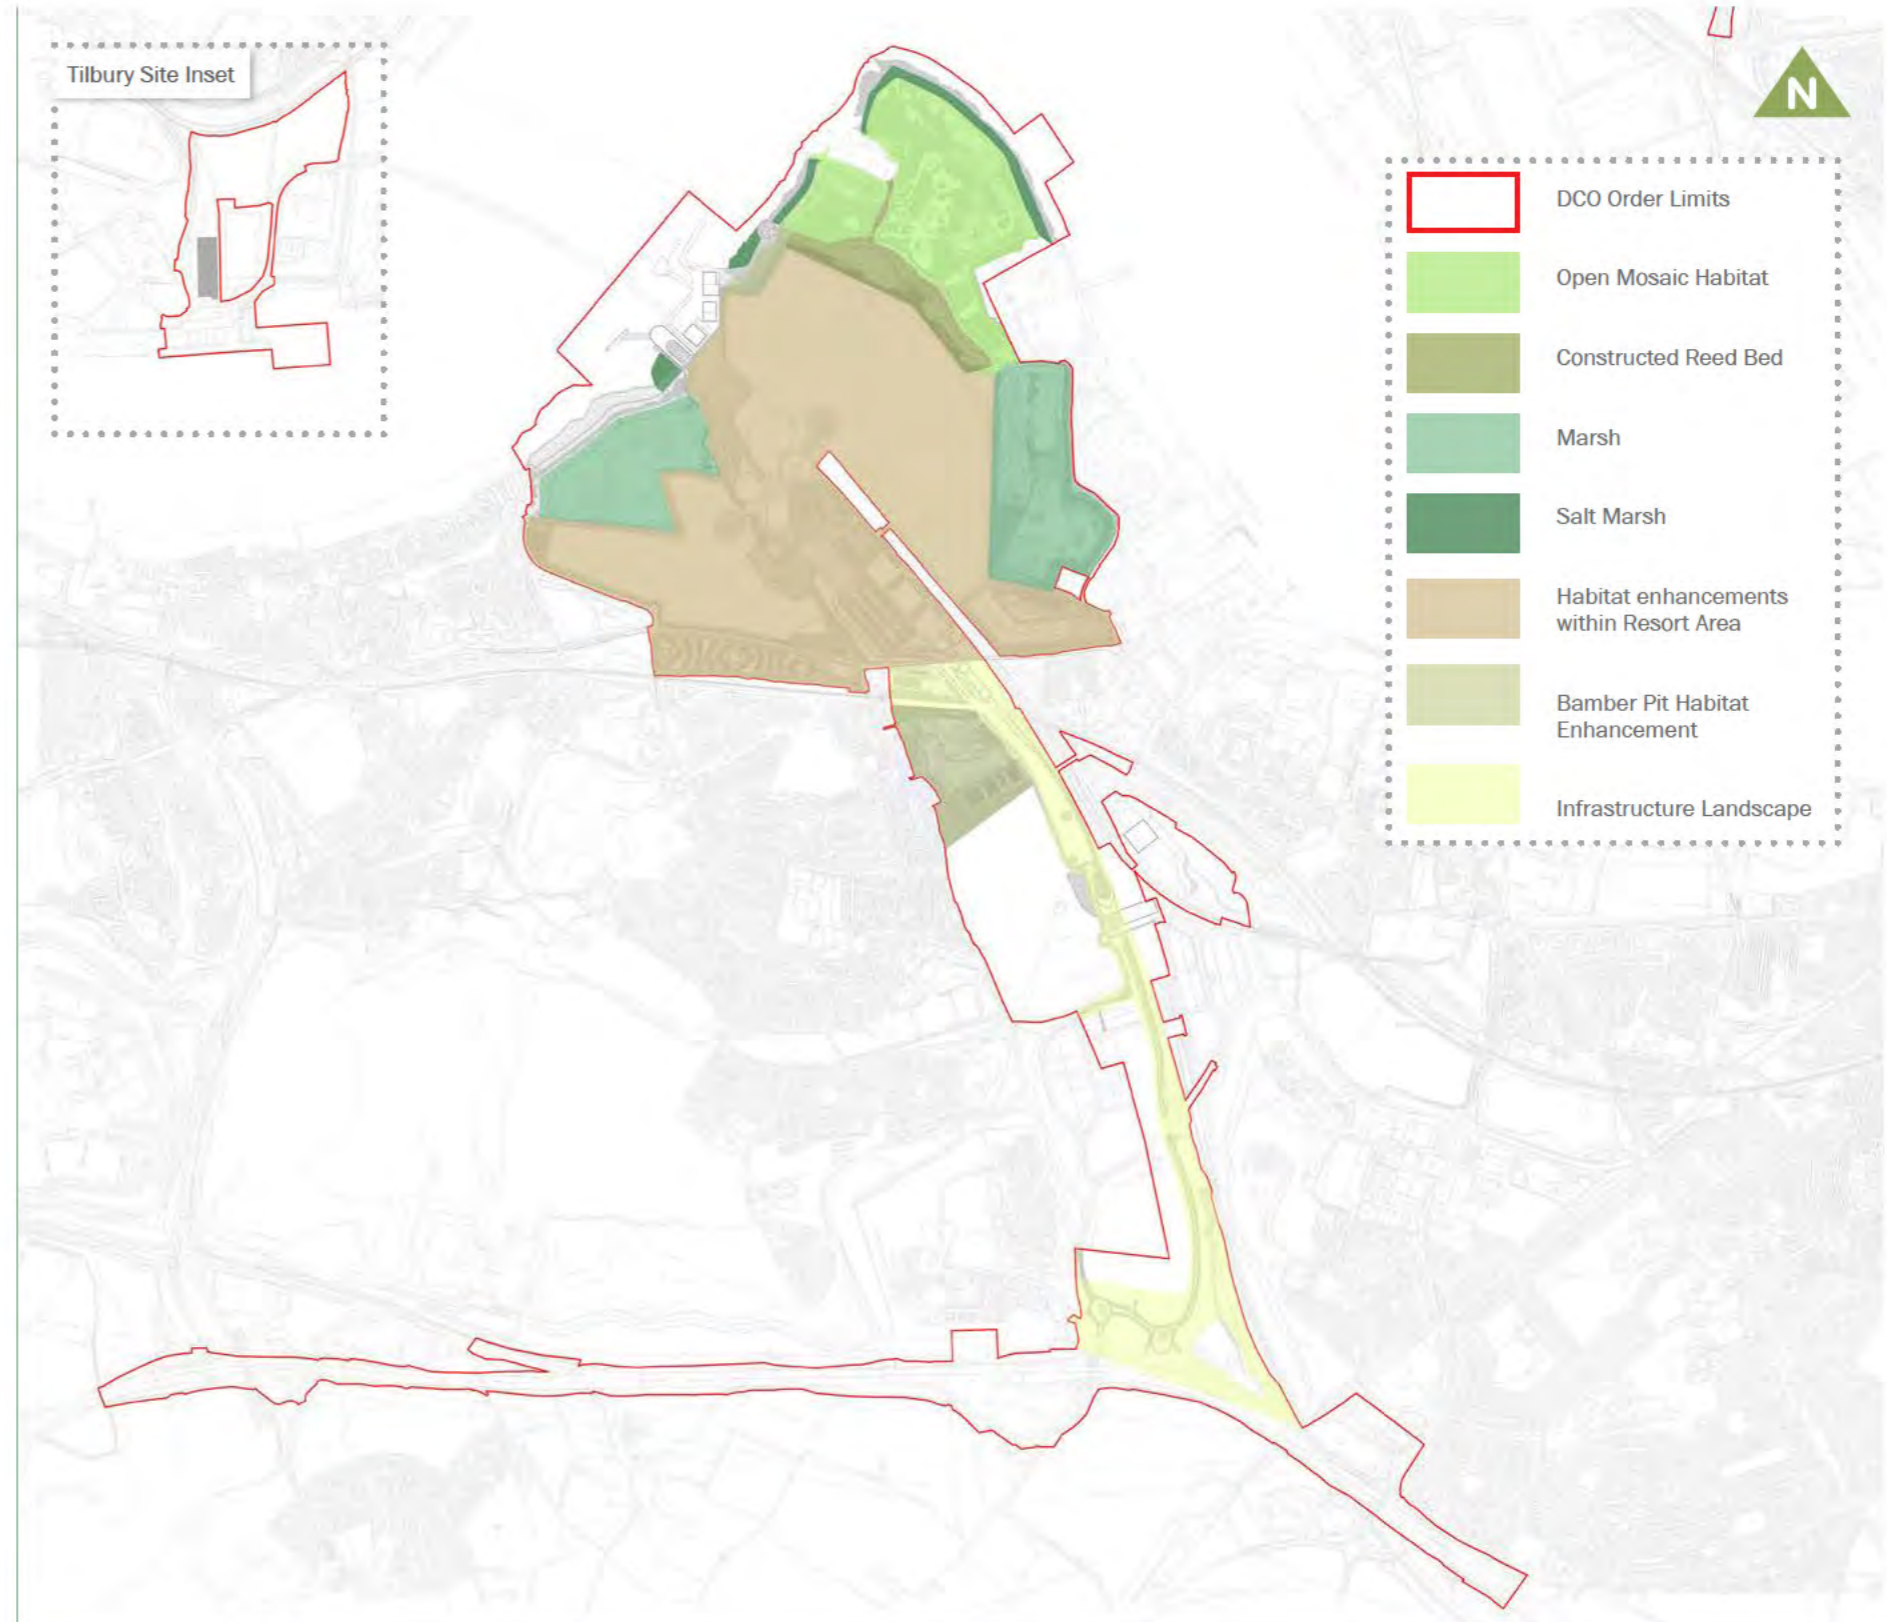 Tilbury Site Inset
N
DCO Order Limits
Open Mosaic Habitat
Constructed Reed Bed
Marsh
Salt Marsh
Habitat enhancements
within Resort Area
Bamber Pit Habitat
Enhancement
Infrastructure Landscape